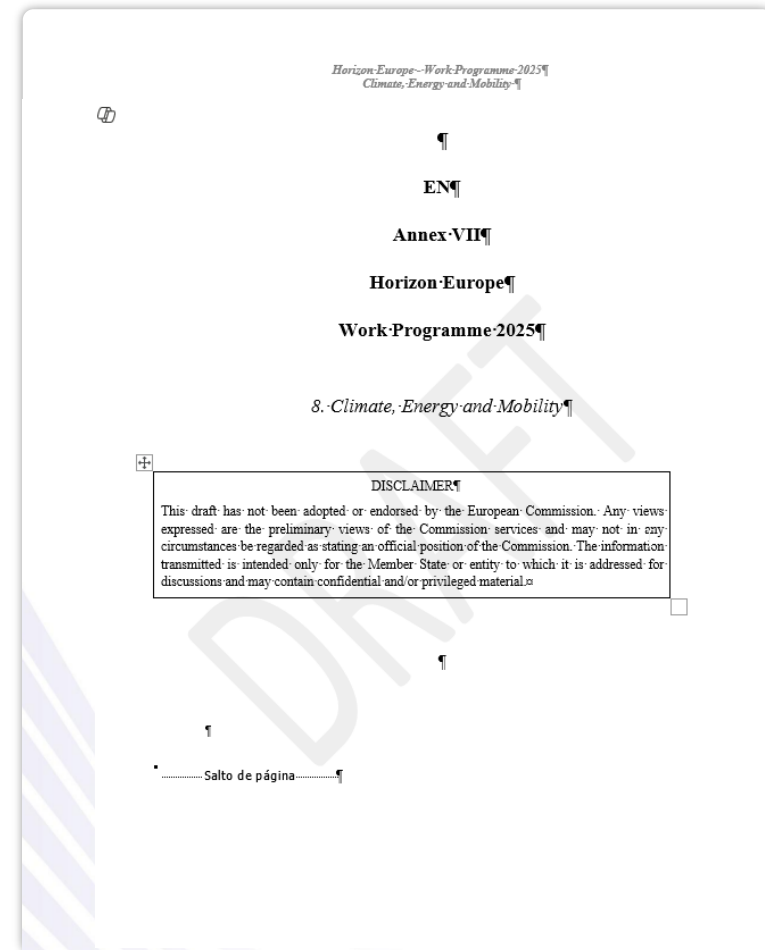 Horizon·Europe·-·Work·Programme·2025¶
Climate,·Energy·and·Mobility·¶
¶
EN¶
Annex·VII¶
Horizon·Europe¶
Work·Programme·2025¶
8.·Climate,·Energy·and·Mobility¶
DISCLAIMER¶
This· draft· has· not· been· adopted· or· endorsed· by· the· European· Commission.· Any· views·
expressed· are· the· preliminary· views· of· the· Commission· services· and· may· not· in· any·
circumstances·be·regarded·as·stating·an·official·position·of·the·Commission.·The·information·
transmitted· is· intended· only· for· the· Member· State· or· entity· to· which· it· is· addressed· for·
discussions·and·may·contain·confidential·and/or·privileged·material.¤
DRAFT
¶
¶
Salto de página¶